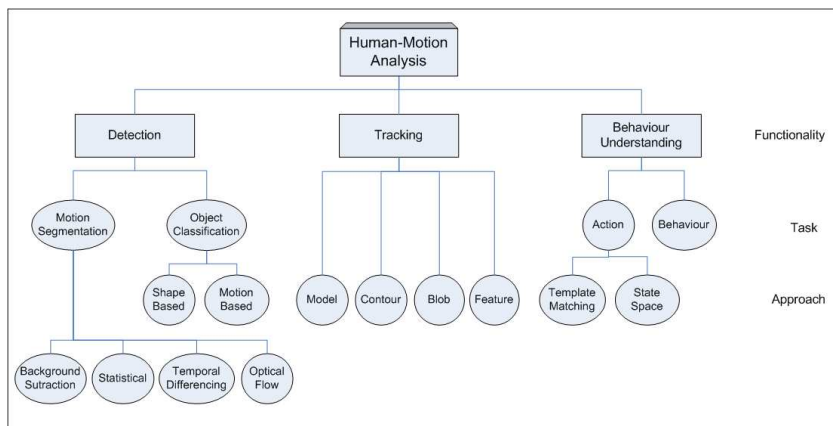 Human-Motion
Analysis
Detection
Tracking
Behaviour
Understanding
Functionality
Motion
Segmentation
Object
Classification
Action
Behaviour
Task
Shape
Based
Motion
Based
Model
Contour
Blob
Feature
Template
Matching
State
Space
Approach
Background
Sutraction
Statistical
Temporal
Differencing
Optical
Flow